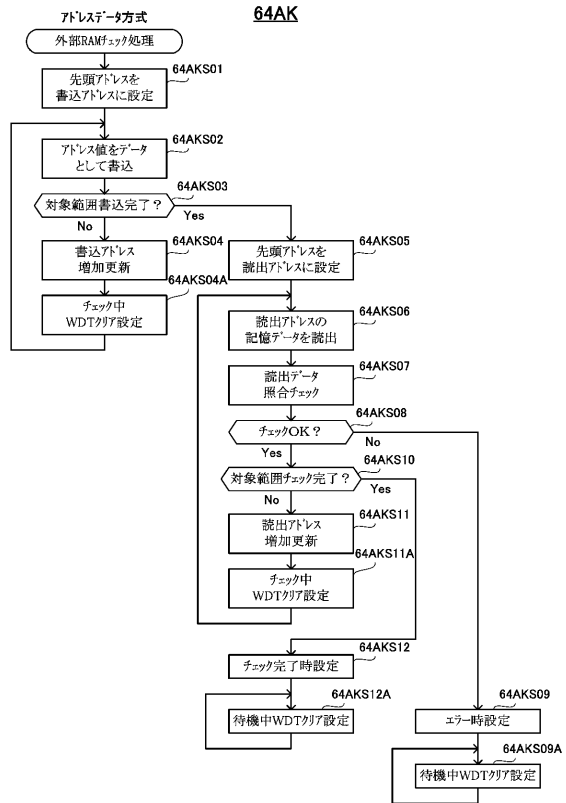 64AK
アドレスデータ方式
外部RAMチェック処理
64AKS01
先頭アドレスを
書込アドレスに設定
64AKS02
アドレス値をデータ
として書込
64AKS03
対象範囲書込完了？
Yes
No
64AKS04
書込アドレス
増加更新
64AKS04A
チェック中
WDTクリア設定
64AKS05
先頭アドレスを
読出アドレスに設定
64AKS06
読出アドレスの
記憶データを読出
64AKS07
読出データ
照合チェック
64AKS08
チェックOK？
No
Yes
64AKS10
対象範囲チェック完了？
Yes
No
64AKS11
読出アドレス
増加更新
64AKS11A
チェック中
WDTクリア設定
64AKS12
チェック完了時設定
64AKS12A
待機中WDTクリア設定
64AKS09
エラー時設定
64AKS09A
待機中WDTクリア設定